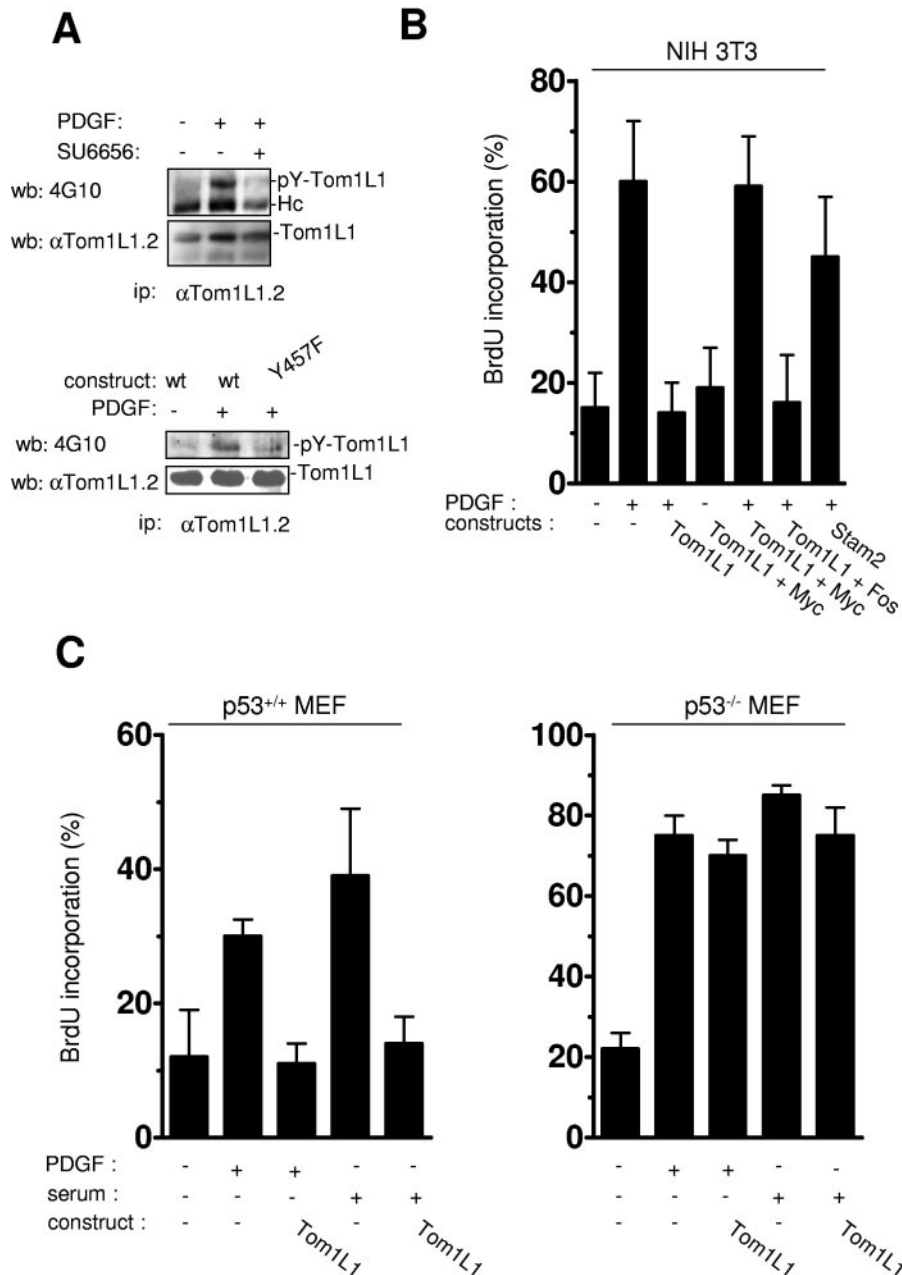 A
PDGF: - + +
SU6656: - - +
wb: 4G10 -pY-Tom1L1
-Hc
wb: αTom1L1.2 -Tom1L1
ip: αTom1L1.2
Y457F
construct: wt wt
PDGF: - + +
wb: 4G10 -pY-Tom1L1
wb: αTom1L1.2 -Tom1L1
ip: αTom1L1.2
B
NIH 3T3
BrdU incorporation (%)
80
60
40
20
0
PDGF : - + + - + + +
constructs : - - Tom1L1 Tom1L1 + Myc Tom1L1 + Myc Tom1L1 + Fos Stam2
C
p53+/+ MEF
BrdU incorporation (%)
60
40
20
0
PDGF : - + + - -
serum : - - - + +
construct : - - Tom1L1 - Tom1L1
p53-/- MEF
100
80
60
40
20
0
- + + - -
- - - + +
- - Tom1L1 - Tom1L1